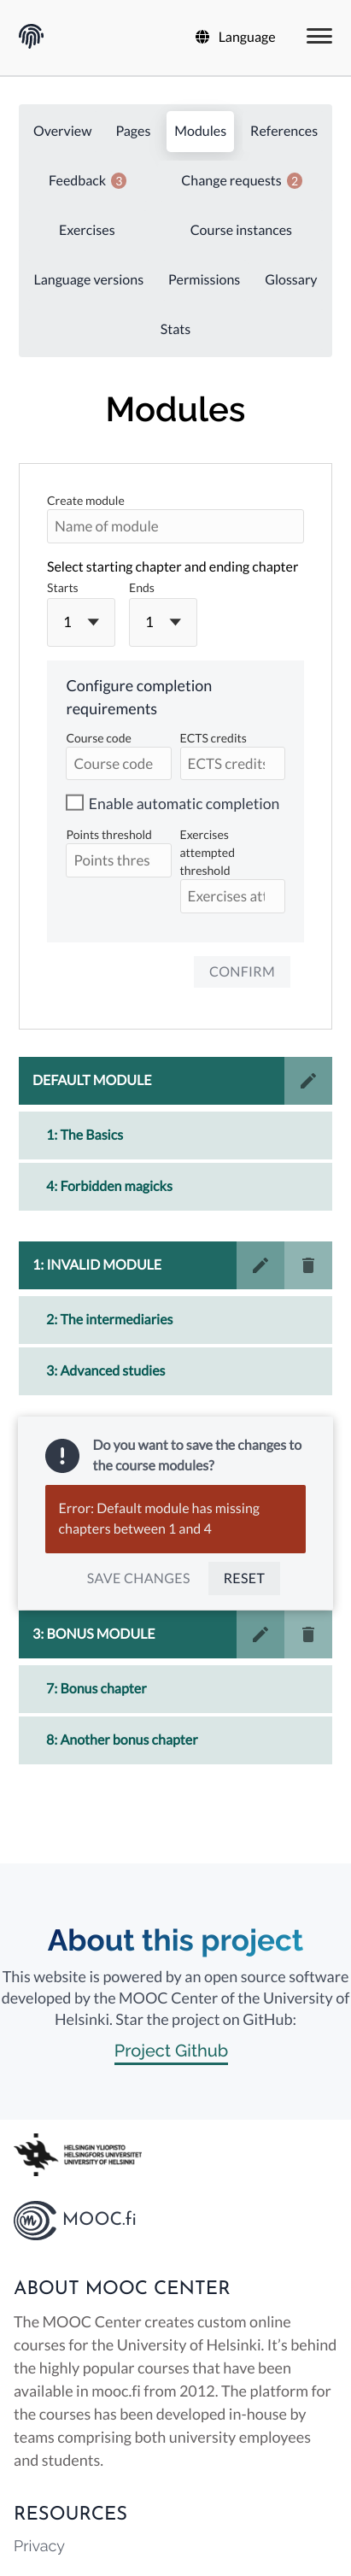 Language
Overview Pages Modules References
Feedback 3 Change requests 2
Exercises Course instances
Language versions Permissions Glossary
Stats
Modules
Create module
Name of module
Select starting chapter and ending chapter
Starts Ends
1 1
Configure completion
requirements
Course code ECTS credits
Course code ECTS credits
Enable automatic completion
Points threshold Exercises
attempted
threshold
Points thres
Exercises att
CONFIRM
DEFAULT MODULE
1: The Basics
4: Forbidden magicks
1: INVALID MODULE
2: The intermediaries
3: Advanced studies
Do you want to save the changes to
the course modules?
Error: Default module has missing
chapters between 1 and 4
SAVE CHANGES RESET
3: BONUS MODULE
7: Bonus chapter
8: Another bonus chapter
About this project
This website is powered by an open source software
developed by the MOOC Center of the University of
Helsinki. Star the project on GitHub:
Project Github
HELSINGIN YLIOPISTO
HELSINGFORS UNIVERSITET
UNIVERSITY OF HELSINKI
MOOC.fi
ABOUT MOOC CENTER
The MOOC Center creates custom online
courses for the University of Helsinki. It's behind
the highly popular courses that have been
available in mooc.fi from 2012. The platform for
the courses has been developed in-house by
teams comprising both university employees
and students.
RESOURCES
Privacy